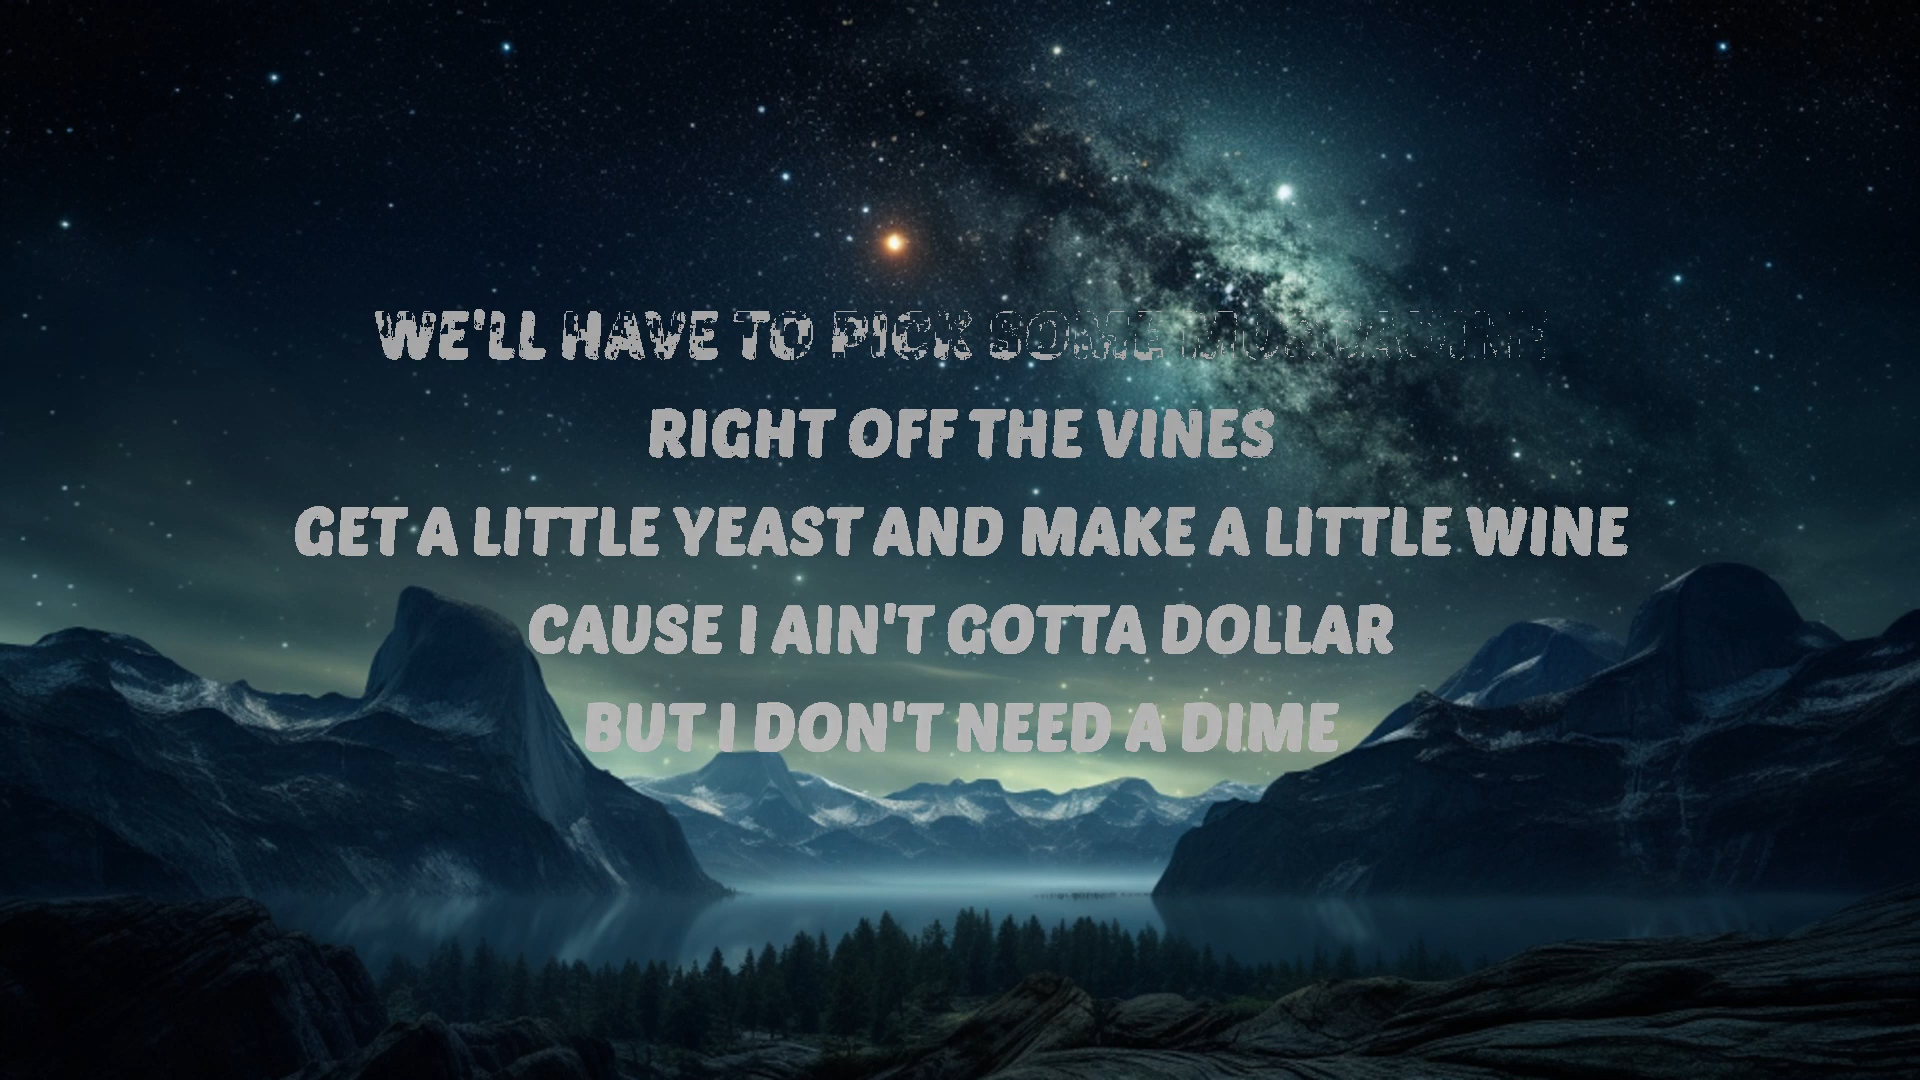 WE'LL HAVE TO PICK SOME MUSCADINE
RIGHT OFF THE VINES
GET A LITTLE YEAST AND MAKE A LITTLE WINE
CAUSE I AIN'T GOTTA DOLLAR
BUT I DON'T NEED A DIME